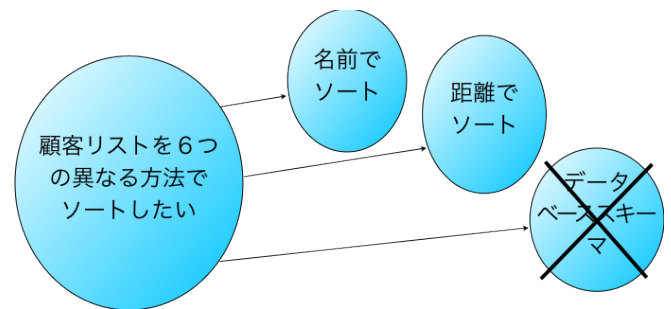 顧客リストを６つ
の異なる方法で
ソートしたい
名前で
ソート
距離で
ソート
データ
ベーススキー
マ